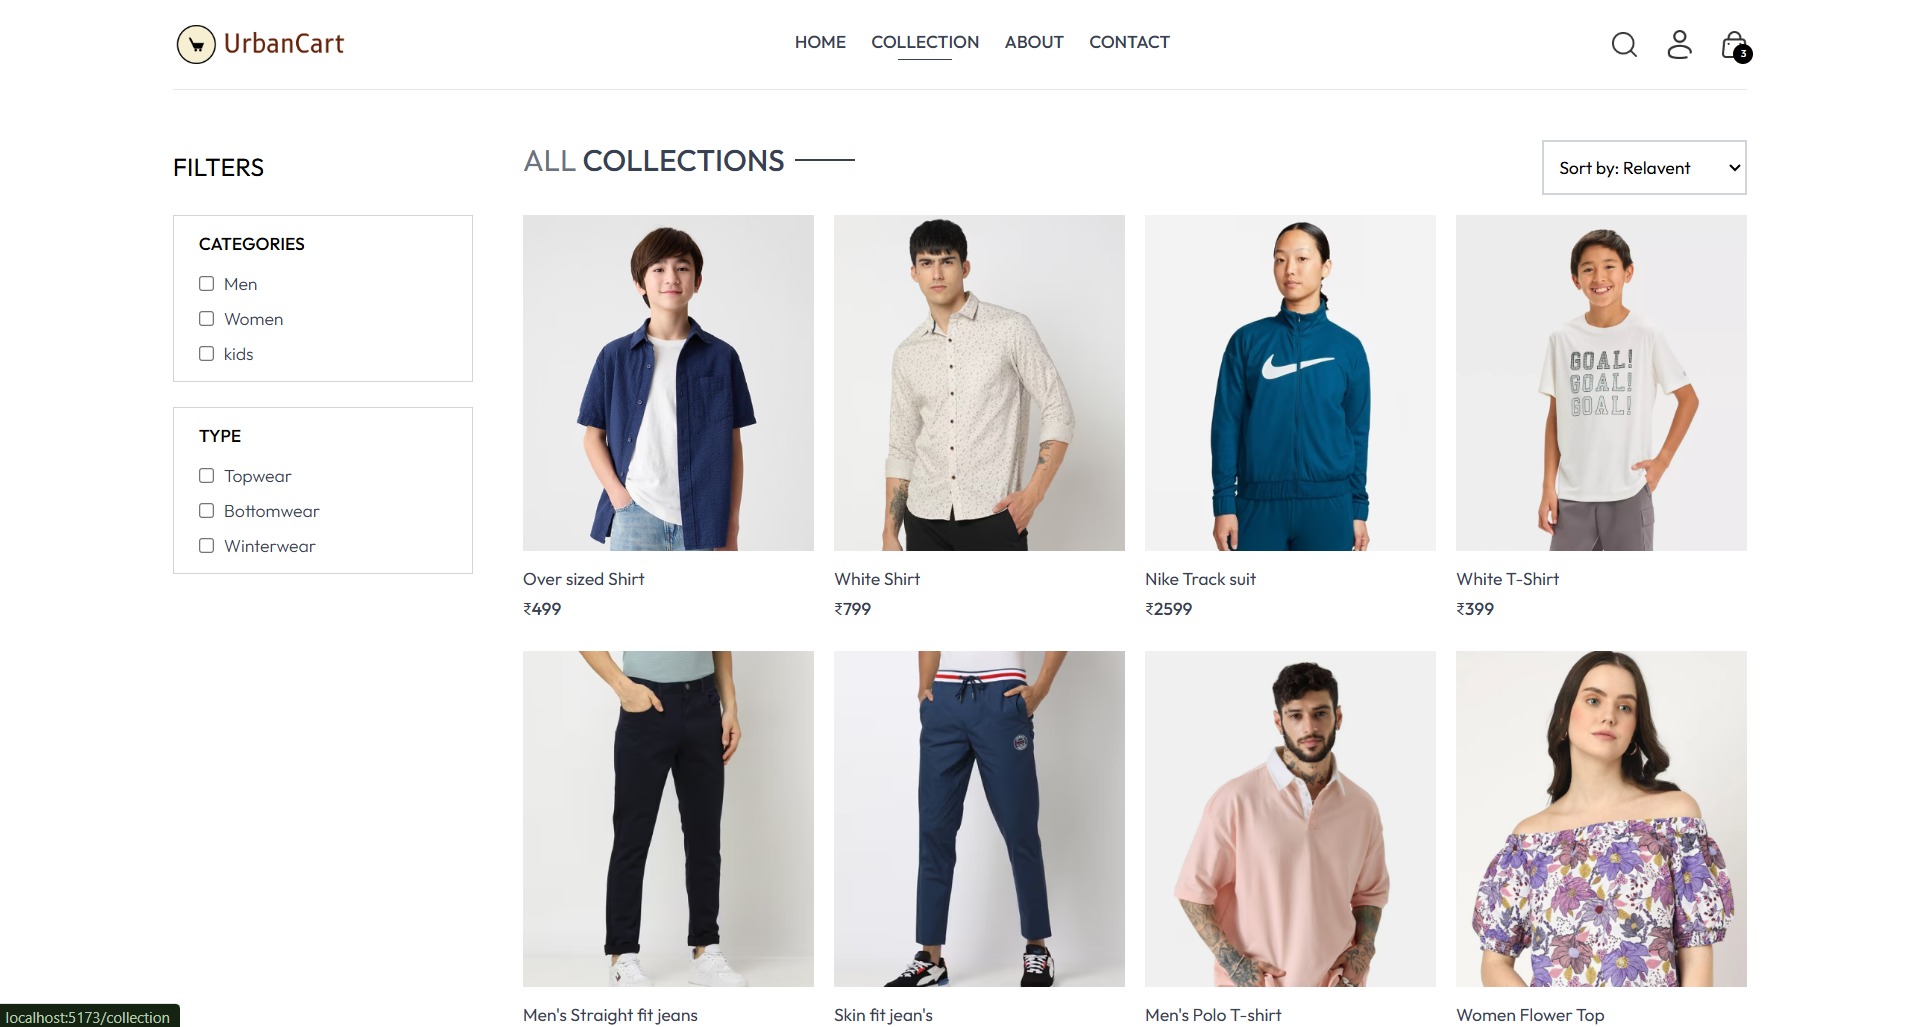 UrbanCart
HOME COLLECTION ABOUT CONTACT
3
FILTERS
CATEGORIES
Men
Women
kids
TYPE
Topwear
Bottomwear
Winterwear
ALL COLLECTIONS
Sort by: Relavent
GOAL!
GOAL!
GOAL!
Over sized Shirt
₹499
White Shirt
₹799
Nike Track suit
₹2599
White T-Shirt
₹399
Men's Straight fit jeans
Skin fit jean's
Men's Polo T-shirt
Women Flower Top
localhost:5173/collection